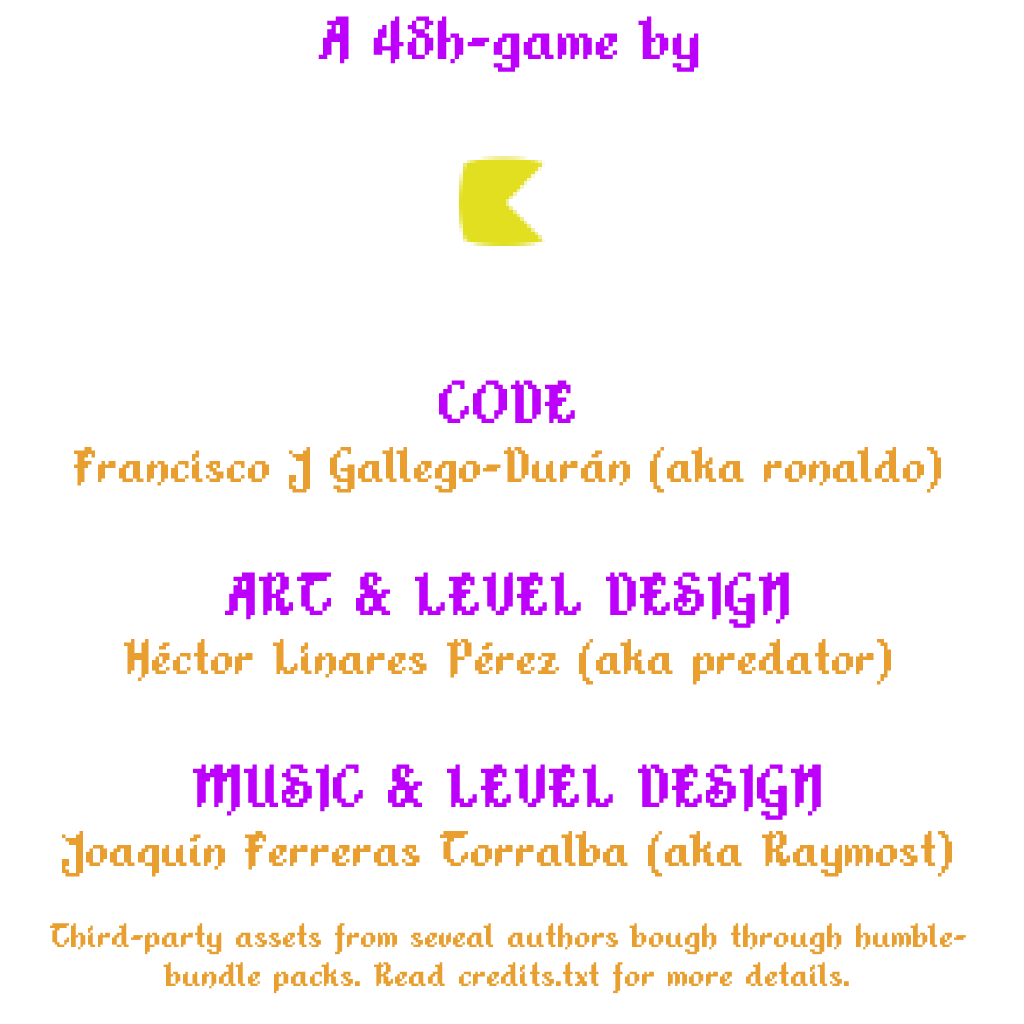 A 48h-game by
CODE
Francisco J Gallego-Durán (aka ronaldo)
ART & LEVEL DESIGN
Héctor Linares Pérez (aka predator)
MUSIC & LEVEL DESIGN
Joaquín Ferreras Torralba (aka Raymost)
Third-party assets from seveal authors bough through humble-
bundle packs. Read credits.txt for more details.